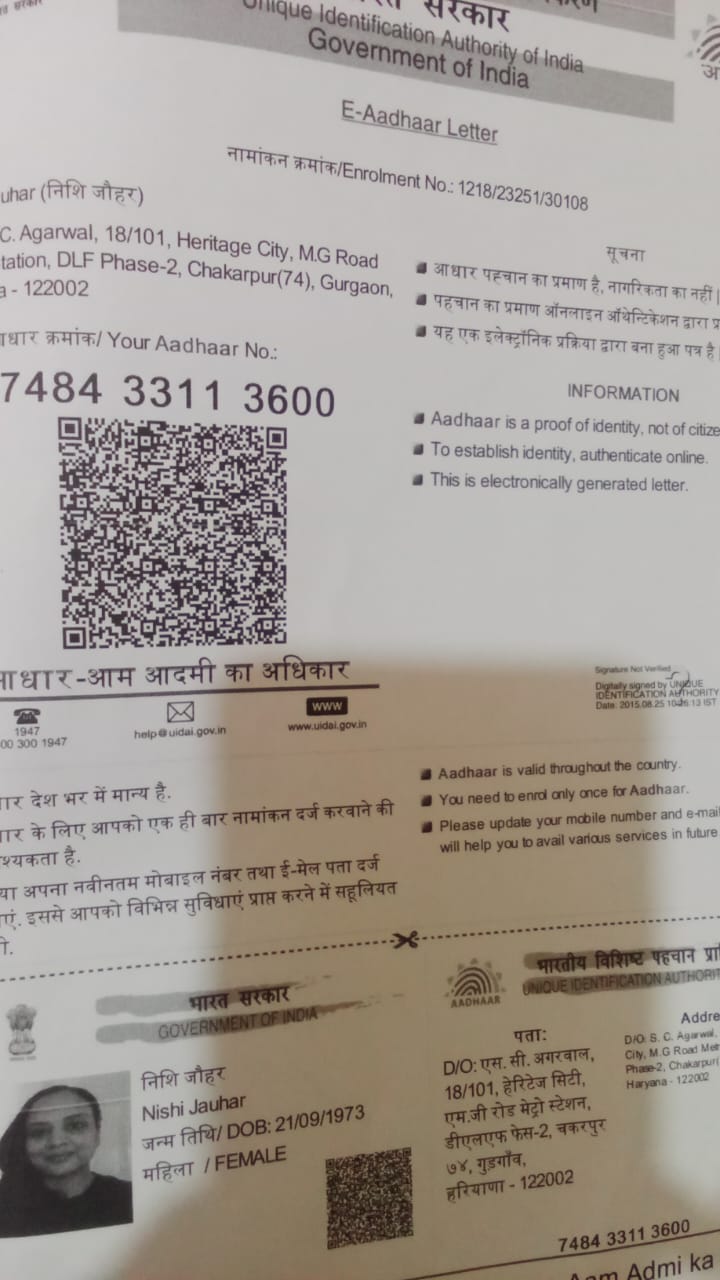 सरकार
Unique Identification Authority of India
Government of India
E-Aadhaar Letter
नामांकन क्रमांक/Enrolment No.: 1218/23251/30108
(निशि जौहर)
C. Agarwal, 18/101, Heritage City, M.G Road
DLF Phase-2, Chakarpur(74), Gurgaon,
- 122002
क्रमांक/ Your Aadhaar No.:
7484 3311 3600
सूचना
आधार पहचान का प्रमाण है, नागरिकता का नहीं |
पहचान का प्रमाण ऑनलाइन ऑथेन्टिकेशन द्वारा
यह एक इलेक्ट्रॉनिक प्रक्रिया द्वारा बना हुआ पत्र है |
INFORMATION
Aadhaar is a proof of identity, not of
To establish identity, authenticate online.
This is electronically generated letter.
-आम आदमी का अधिकार
1947
300 1947
help@uidai.gov.in
www
www.uidai.gov.in
Signature Not Verified
Digitally signed by UNIQUE
IDENTIFICATION AUTHORITY
Date: 2015.08.25 IST
देश भर में मान्य है.
के लिए आपको एक ही बार नामांकन दर्ज करवाने की
है.
अपना नवीनतम मोबाइल नंबर तथा ई-मेल पता दर्ज
इससे आपको विभिन्न सुविधाएं प्राप्त करने में सहूलियत
Aadhaar is valid throughout the country.
You need to enrol only once for Aadhaar.
Please update your mobile number and
will help you to avail various services in future
भारत सरकार
GOVERNMENT OF INDIA
निशि जौहर
Nishi Jauhar
जन्म तिथि/ DOB: 21/09/1973
महिला / FEMALE
AADHAAR
भारतीय विशिष्ट पहचान
UNIQUE IDENTIFICATION
पता:
D/O: एस. सी. अगरवाल,
18/101, हेरिटेज सिटी,
एम.जी रोड मेट्रो स्टेशन,
डीएलएफ फेस-2, चकरपुर
७४, गुडगाँव,
हरियाणा - 122002
D/O: S. C. Agarwal,
City, M.G Road
Phase-2,
Haryana - 122002
7484 3311 3600
Admi ka